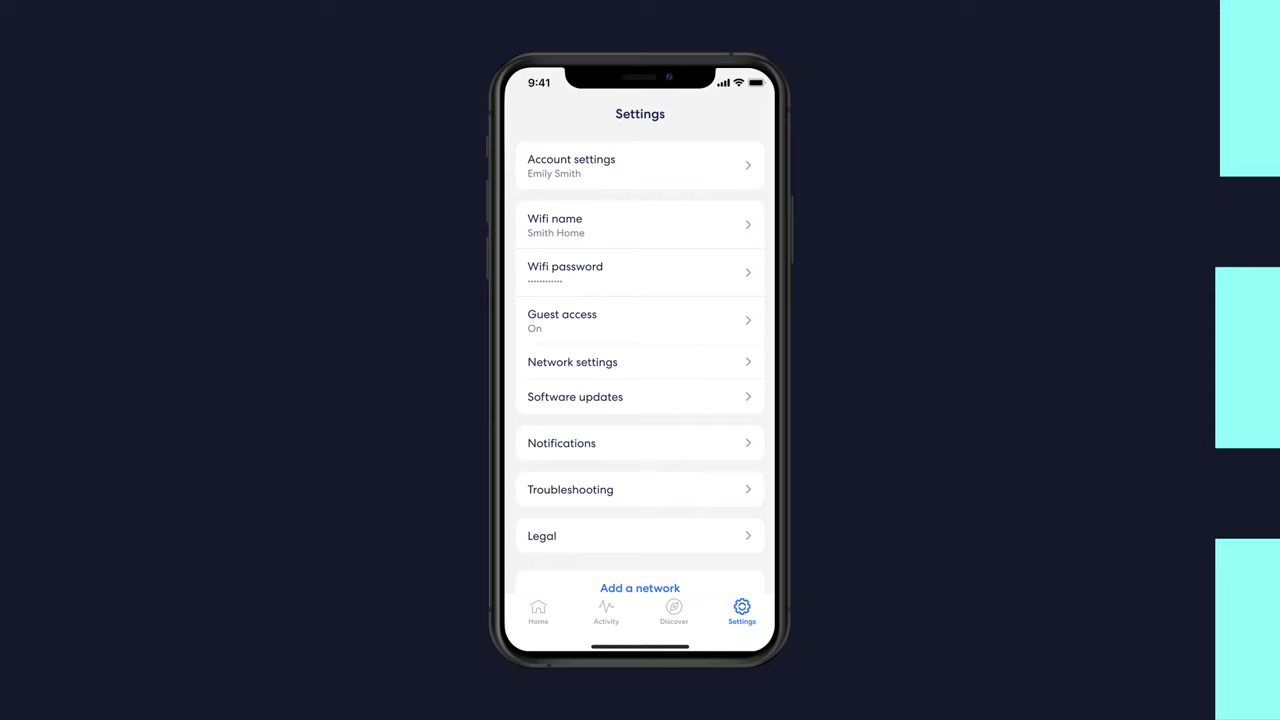 9:41
Settings
Account settings
Emily Smith
Wifi name
Smith Home
Wifi password
············
Guest access
On
Network settings
Software updates
Notifications
Troubleshooting
Legal
Add a network
Home
Activity
Discover
Settings